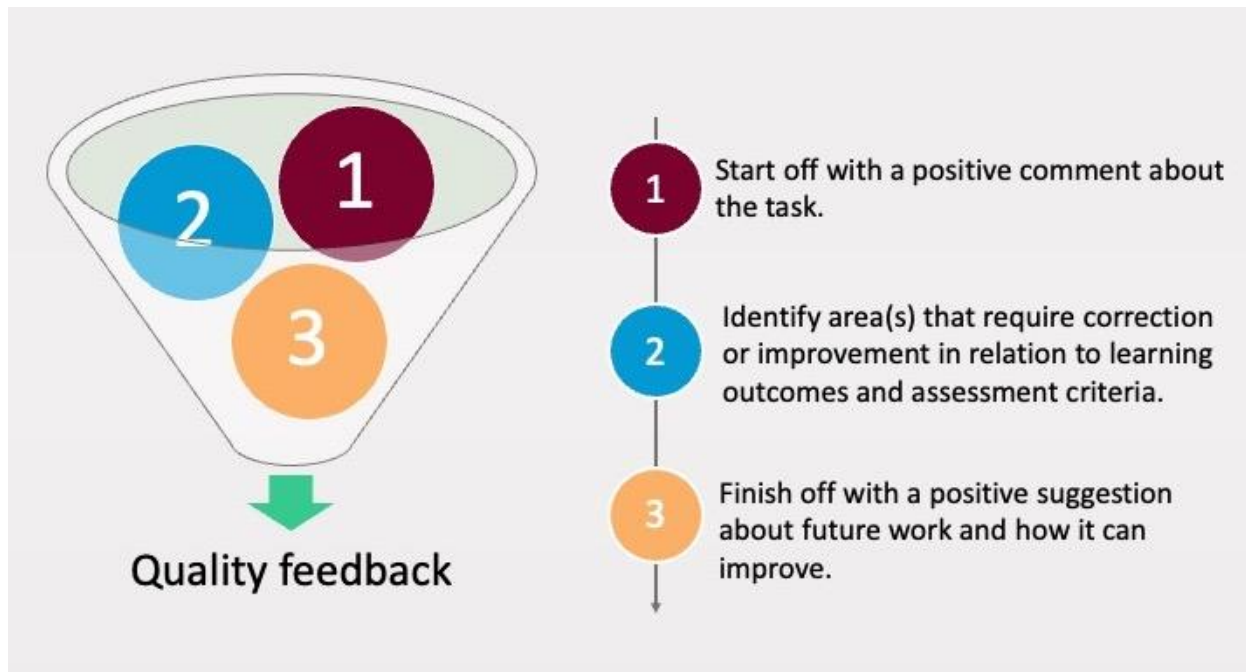 1
2
3
Quality feedback
1
Start off with a positive comment about
the task.
2
Identify area(s) that require correction
or improvement in relation to learning
outcomes and assessment criteria.
3
Finish off with a positive suggestion
about future work and how it can
improve.